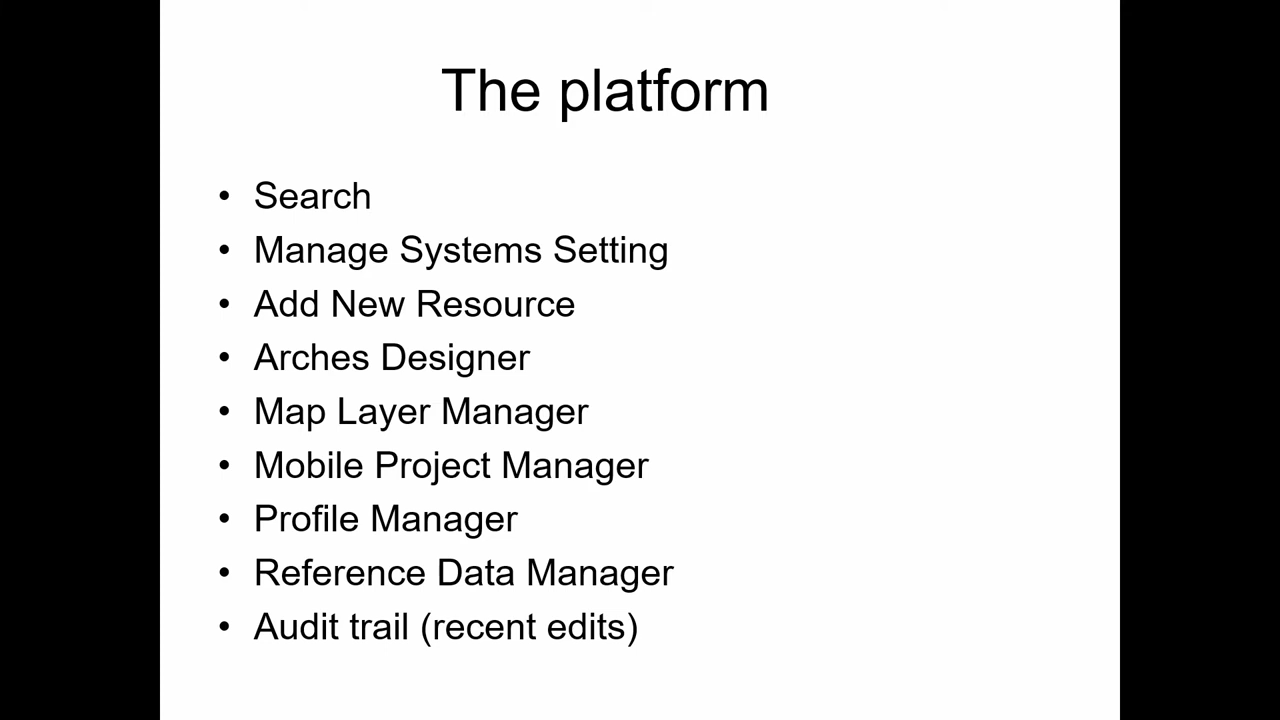 The platform
• Search
• Manage Systems Setting
• Add New Resource
• Arches Designer
• Map Layer Manager
• Mobile Project Manager
• Profile Manager
• Reference Data Manager
• Audit trail (recent edits)